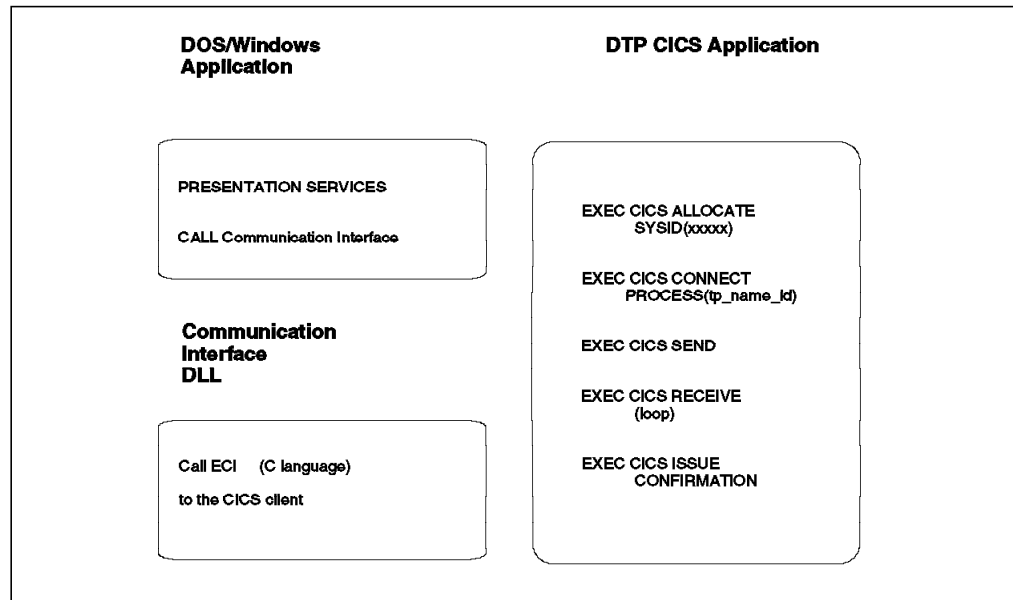 DOS/Windows
Application
PRESENTATION SERVICES
CALL Communication Interface
Communication
Interface
DLL
Call ECI (C language)
to the CICS client
DTP CICS Application
EXEC CICS ALLOCATE
SYSID(xxxxx)
EXEC CICS CONNECT
PROCESS(tp_name_id)
EXEC CICS SEND
EXEC CICS RECEIVE
(loop)
EXEC CICS ISSUE
CONFIRMATION